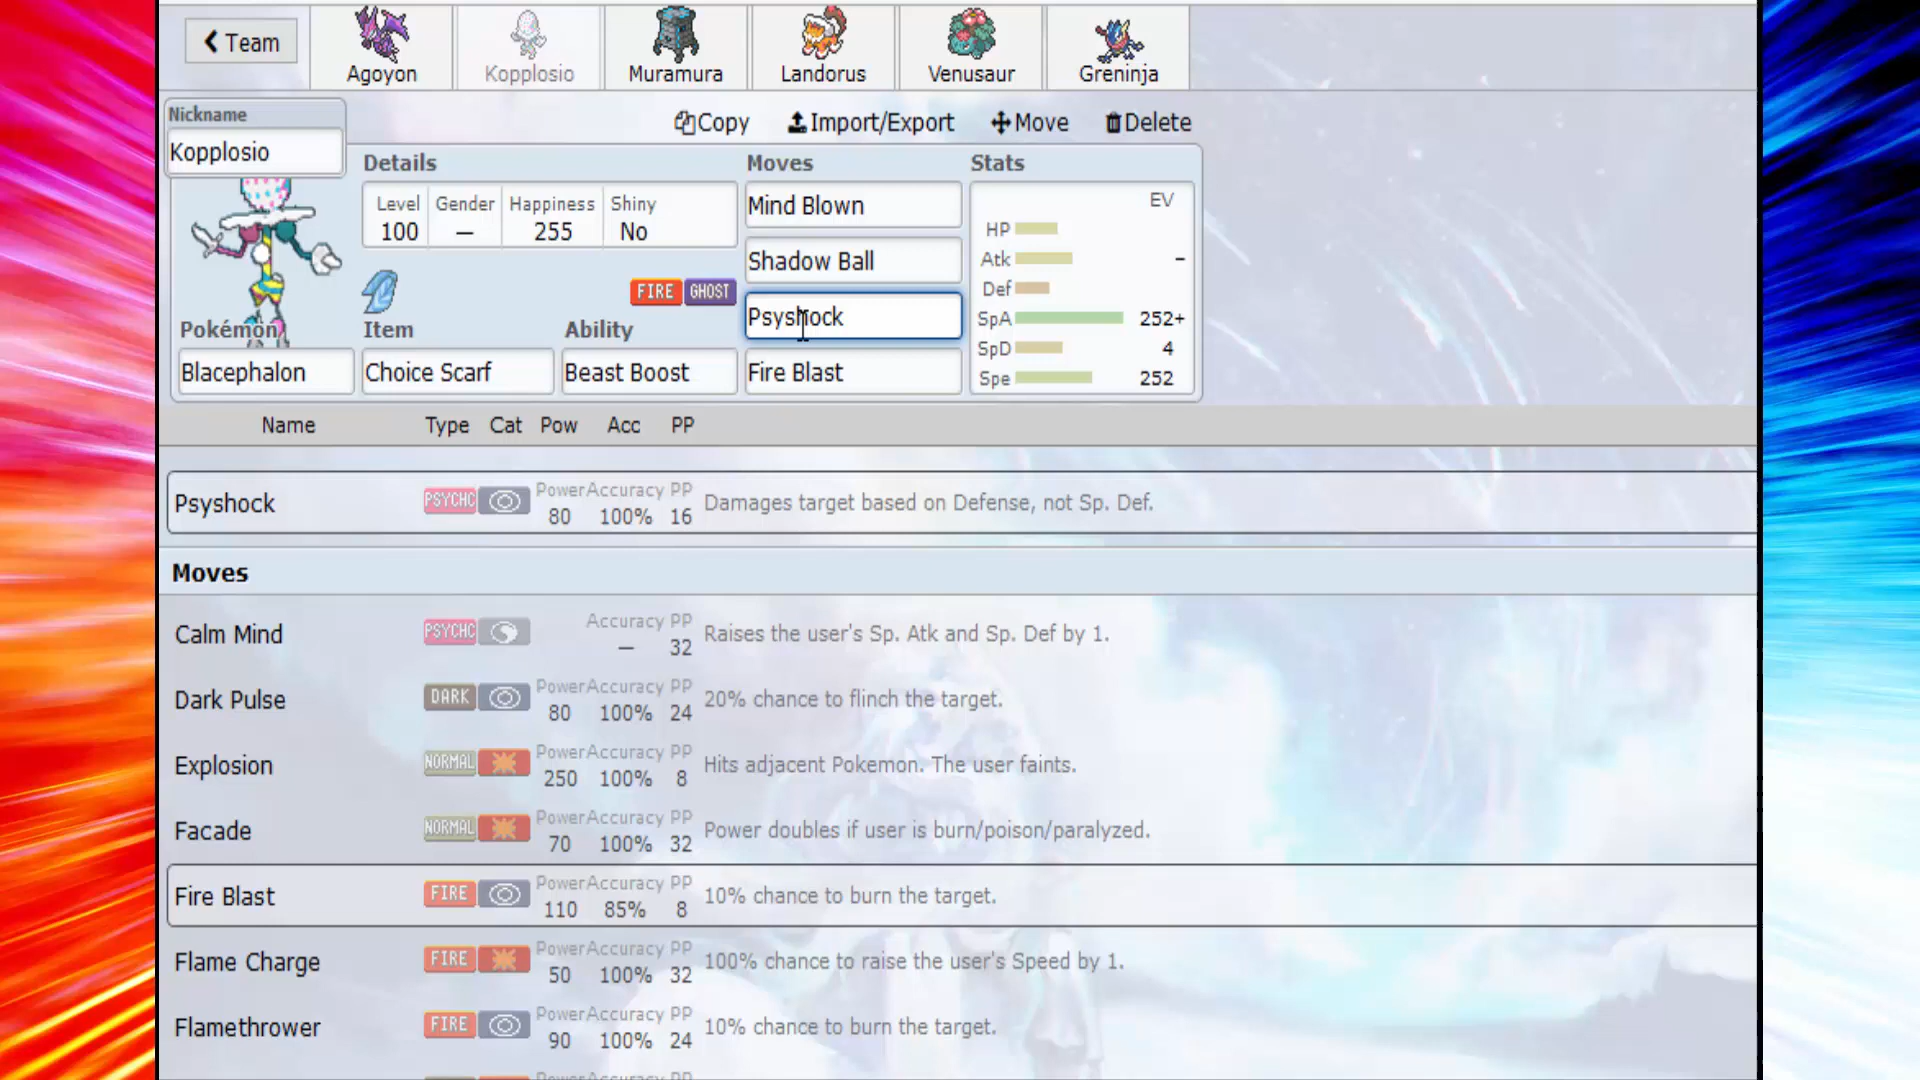 Team
Agoyon
Kopplosio
Muramura
Landorus
Venusaur
Greninja
Nickname
Kopplosio
Copy
Import/Export
Move
Delete
Details
Moves
Stats
Level
Gender
Happiness
Shiny
100
—
255
No
Mind Blown
Shadow Ball
Psyshock
Fire Blast
EV
HP
Atk –
Def
SpA 252+
SpD 4
Spe 252
FIRE GHOST
Pokémon
Item
Ability
Blacephalon
Choice Scarf
Beast Boost
Name Type Cat Pow Acc PP
Psyshock PSYCHC Power 80 Accuracy 100% PP 16 Damages target based on Defense, not Sp. Def.
Moves
Calm Mind PSYCHC Accuracy — PP 32 Raises the user's Sp. Atk and Sp. Def by 1.
Dark Pulse DARK Power 80 Accuracy 100% PP 24 20% chance to flinch the target.
Explosion NORMAL Power 250 Accuracy 100% PP 8 Hits adjacent Pokemon. The user faints.
Facade NORMAL Power 70 Accuracy 100% PP 32 Power doubles if user is burn/poison/paralyzed.
Fire Blast FIRE Power 110 Accuracy 85% PP 8 10% chance to burn the target.
Flame Charge FIRE Power 50 Accuracy 100% PP 32 100% chance to raise the user's Speed by 1.
Flamethrower FIRE Power 90 Accuracy 100% PP 24 10% chance to burn the target.